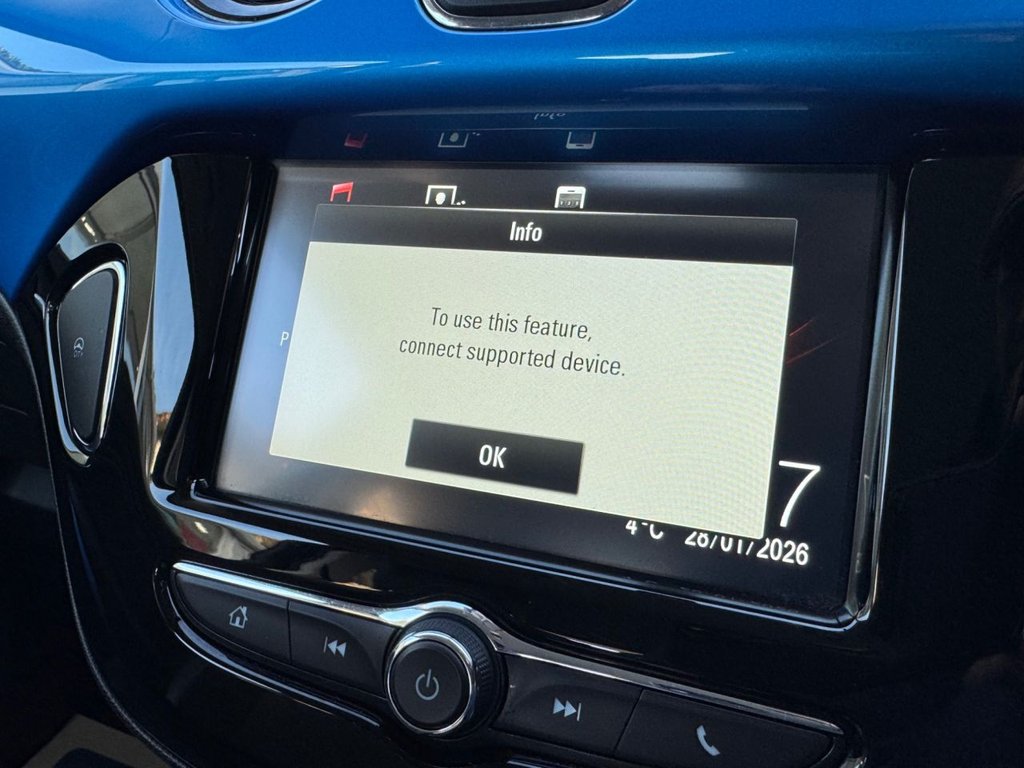 Info
To use this feature,
connect supported device.
OK
P
7
4°C 28/01/2026